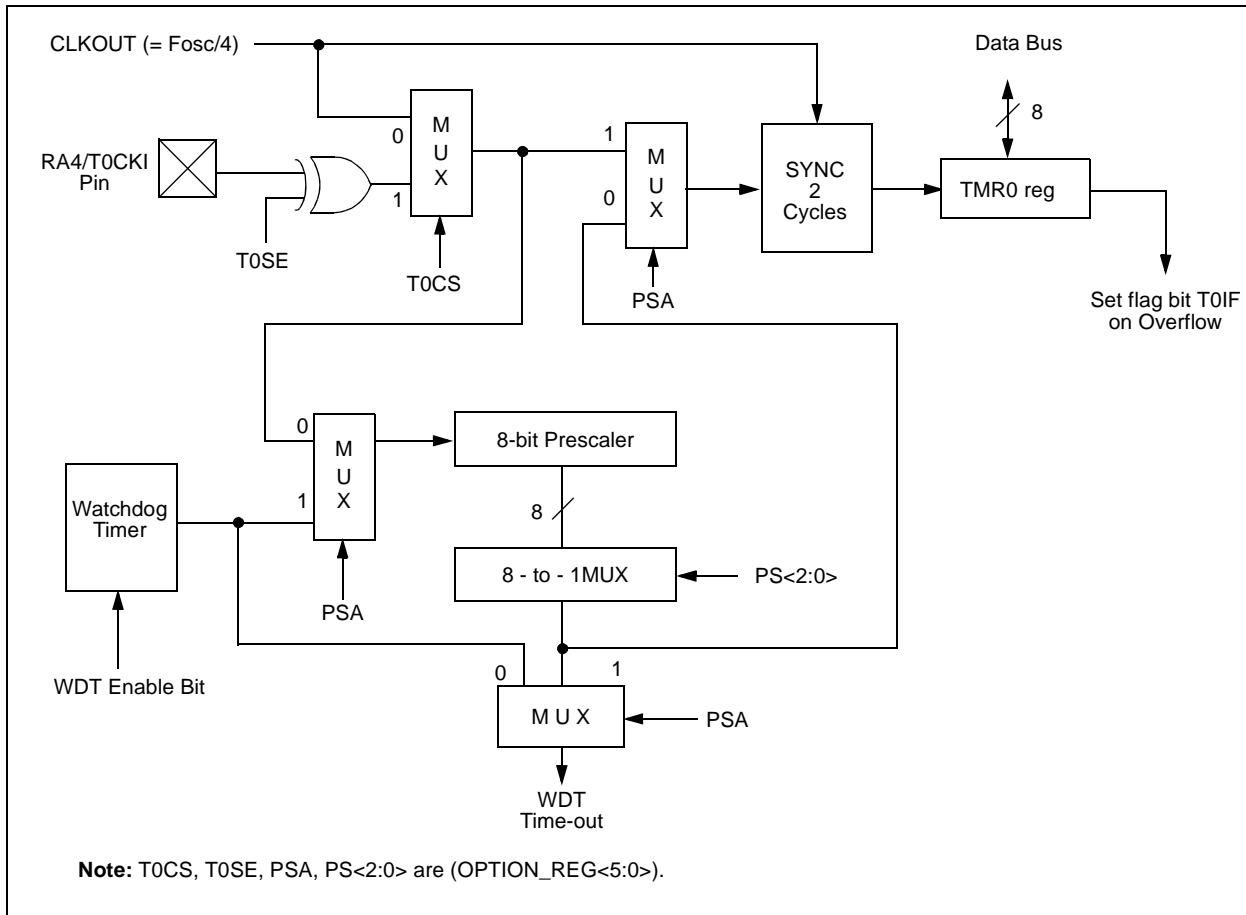 CLKOUT (= Fosc/4)
Data Bus
8
M
U
X
0
1
RA4/T0CKI
Pin
T0SE
T0CS
1
0
M
U
X
PSA
SYNC
2
Cycles
TMR0 reg
Set flag bit T0IF
on Overflow
0
1
M
U
X
PSA
8-bit Prescaler
8
Watchdog
Timer
8 - to - 1MUX
PS<2:0>
WDT Enable Bit
0
1
M U X
PSA
WDT
Time-out
Note: T0CS, T0SE, PSA, PS<2:0> are (OPTION_REG<5:0>).